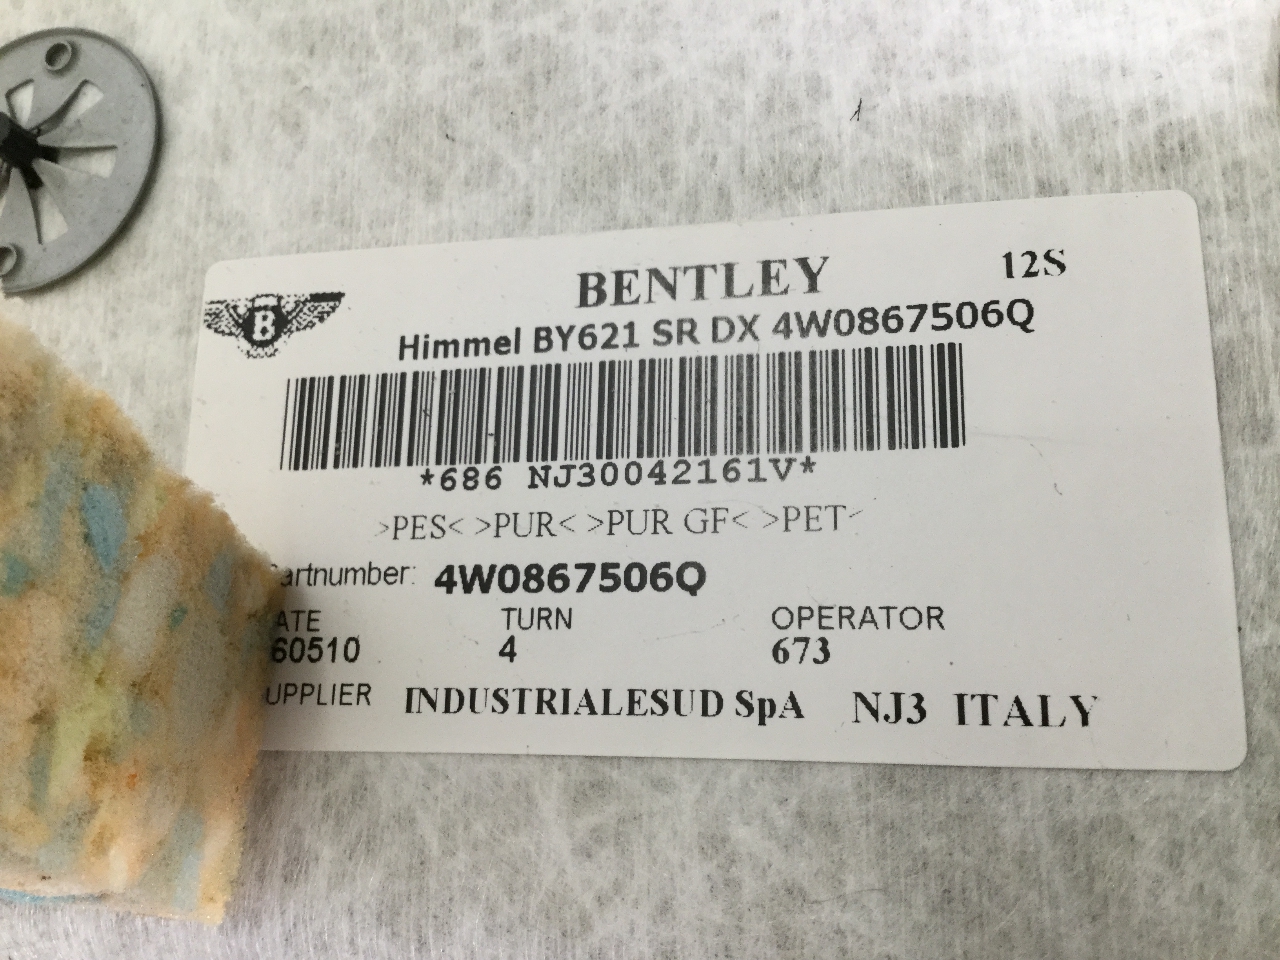 BENTLEY 12S
B
Himmel BY621 SR DX 4W0867506Q
*686 NJ30042161V*
>PES< >PUR< >PUR GF< >PET<
artnumber: 4W0867506Q
ATE TURN OPERATOR
60510 4 673
UPPLIER INDUSTRIALESUD SpA NJ3 ITALY